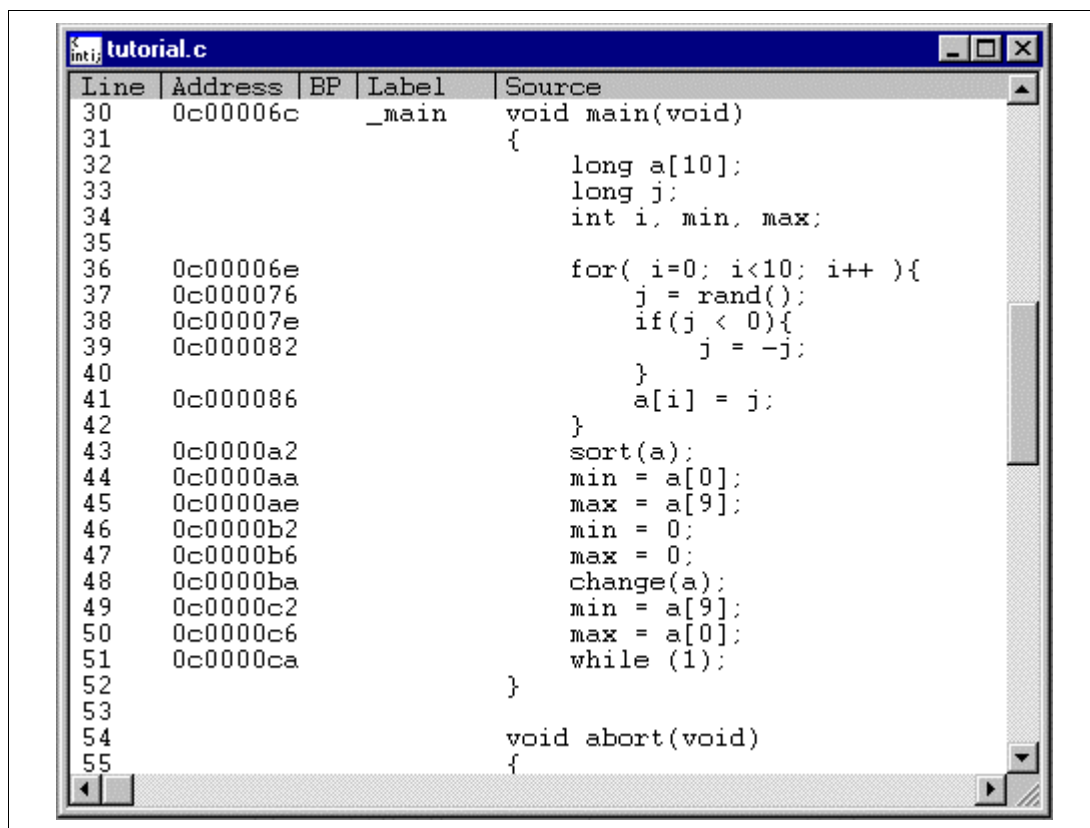 int i; tutorial.c
Line Address BP Label Source
30 0c00006c _main void main(void)
31 {
32 long a[10];
33 long j;
34 int i, min, max;
35
36 0c00006e for( i=0; i<10; i++ ){
37 0c000076 j = rand();
38 0c00007e if(j < 0){
39 0c000082 j = -j;
40 }
41 0c000086 a[i] = j;
42 }
43 0c0000a2 sort(a);
44 0c0000aa min = a[0];
45 0c0000ae max = a[9];
46 0c0000b2 min = 0;
47 0c0000b6 max = 0;
48 0c0000ba change(a);
49 0c0000c2 min = a[9];
50 0c0000c6 max = a[0];
51 0c0000ca while (1);
52 }
53
54 void abort(void)
55 {